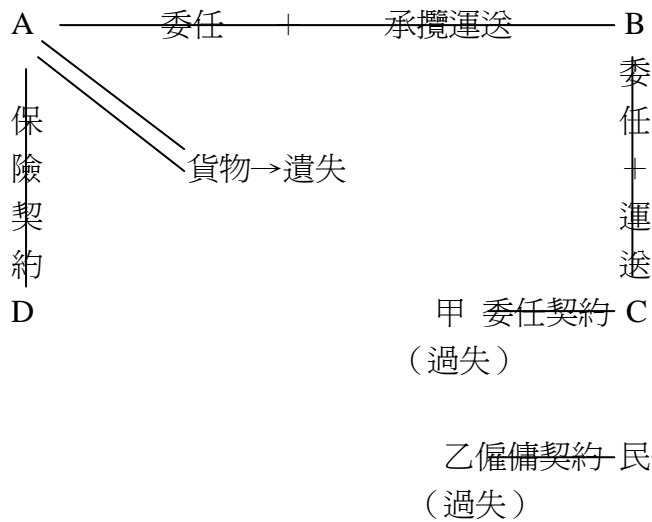 A 委任 + 承攬運送 B
保險契約
委任+運送
貨物→遺失
D
甲 委任契約 C
(過失)
乙僱傭契約 民
(過失)